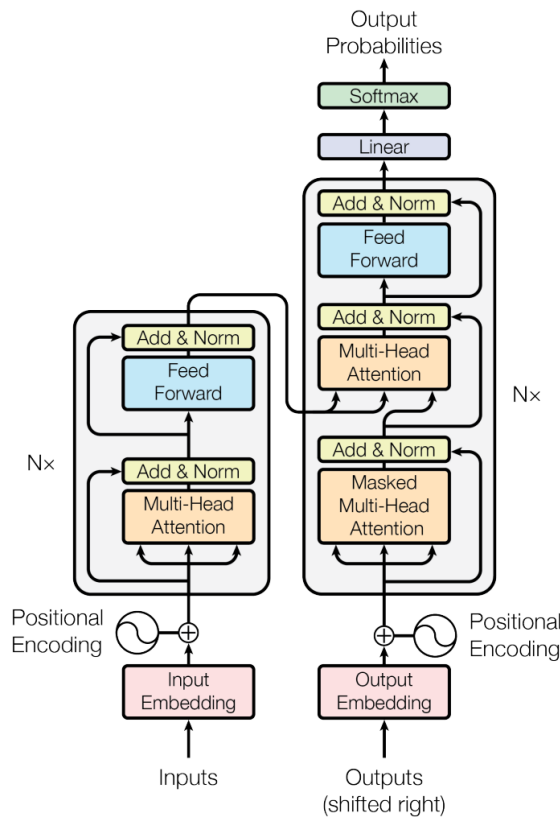 Output
Probabilities
Softmax
Linear
Add & Norm
Feed
Forward
Add & Norm
Multi-Head
Attention
Add & Norm
Masked
Multi-Head
Attention
Nx
Add & Norm
Feed
Forward
Add & Norm
Multi-Head
Attention
Nx
Positional
Encoding
Positional
Encoding
Input
Embedding
Output
Embedding
Inputs
Outputs
(shifted right)